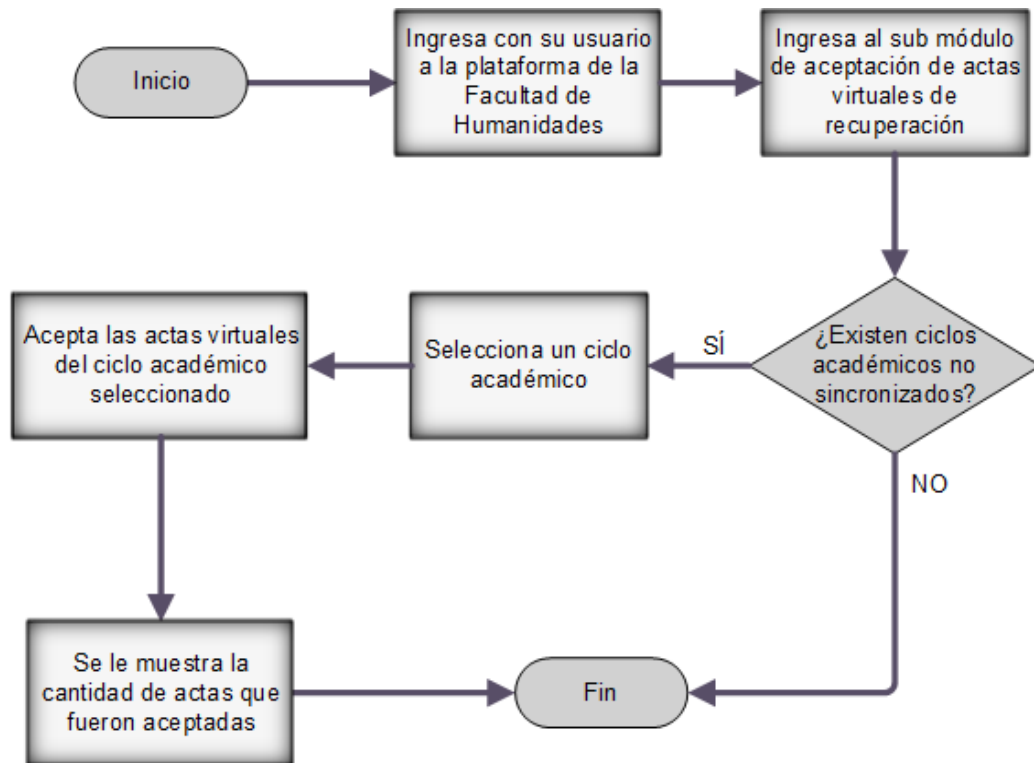 Inicio
Ingresa con su usuario
a la plataforma de la
Facultad de
Humanidades
Ingresa al sub módulo
de aceptación de actas
virtuales de
recuperación
¿Existen ciclos
académicos no
sincronizados?
SÍ
NO
Selecciona un ciclo
académico
Acepta las actas virtuales
del ciclo académico
seleccionado
Se le muestra la
cantidad de actas que
fueron aceptadas
Fin